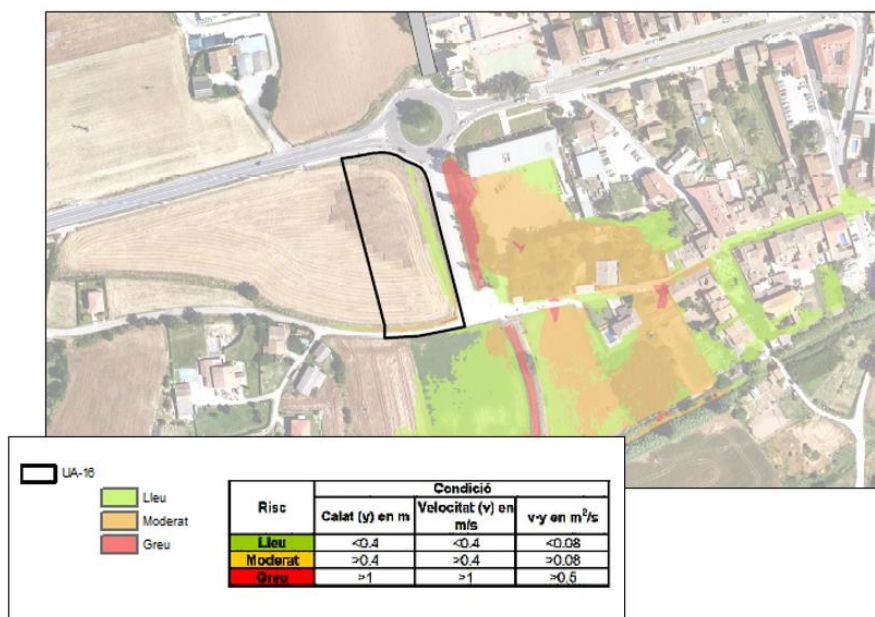 UA-16
Lleu
Moderat
Greu
Risc
Condició
Calat (y) en m
Velocitat (v) en m/s
v·y en m²/s
Lleu <0.4 <0.4 <0.08
Moderat >0.4 >0.4 >0.08
Greu >1 >1 >0.5